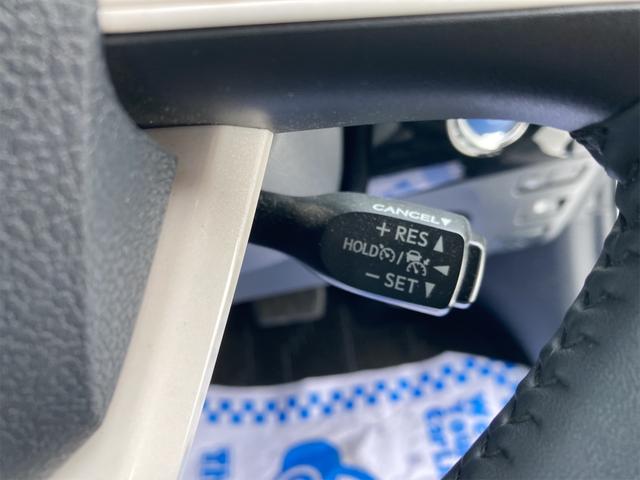 CANCEL▼
+ RES ▲
HOLD / ◀
− SET ▼